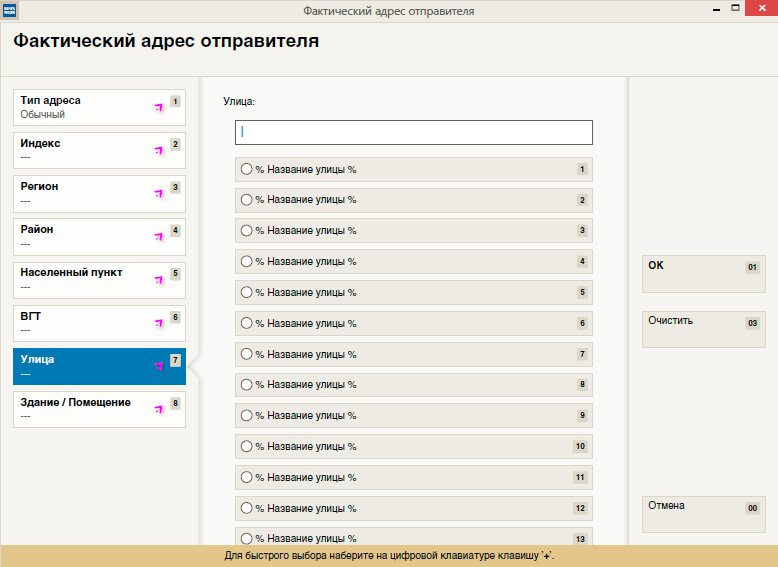 Фактический адрес отправителя
Фактический адрес отправителя
Тип адреса 1
Обычный
Индекс 2
---
Регион 3
---
Район 4
---
Населенный пункт 5
---
ВГТ 6
---
Улица 7
---
Здание / Помещение 8
---
Улица:
% Название улицы % 1
% Название улицы % 2
% Название улицы % 3
% Название улицы % 4
% Название улицы % 5
% Название улицы % 6
% Название улицы % 7
% Название улицы % 8
% Название улицы % 9
% Название улицы % 10
% Название улицы % 11
% Название улицы % 12
% Название улицы % 13
OK 01
Очистить 03
Отмена 00
Для быстрого выбора наберите на цифровой клавиатуре клавишу '+'.